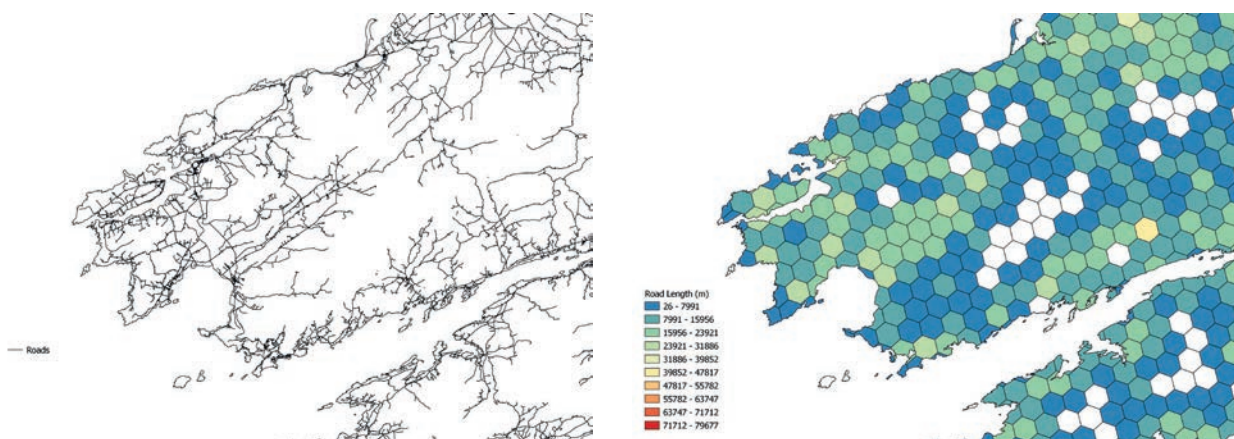 Roads
Road Length (m)
26 - 7991
7991 - 15956
15956 - 23921
23921 - 31886
31886 - 39852
39852 - 47817
47817 - 55782
55782 - 63747
63747 - 71712
71712 - 79677